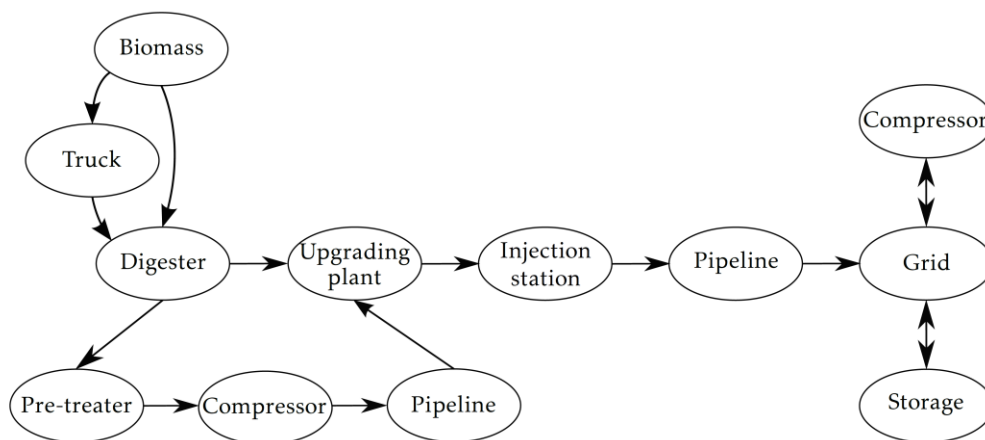 Biomass
Compressor
Truck
Digester
Upgrading
plant
Injection
station
Pipeline
Grid
Pre-treater
Compressor
Pipeline
Storage